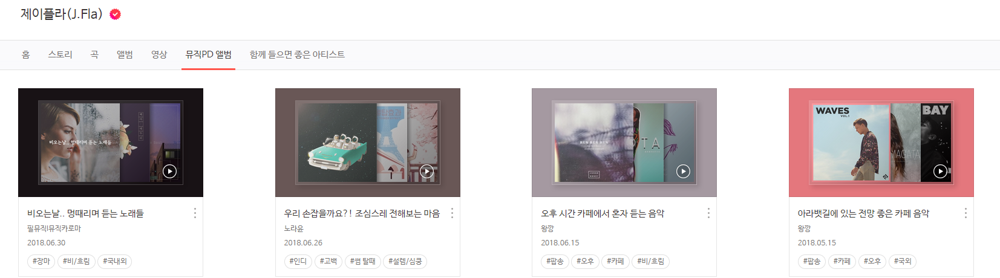 제이플라(J.Fla)
홈 스토리 곡 앨범 영상 뮤직PD 앨범 함께 들으면 좋은 아티스트
비오는날.. 멍때리며 듣는 노래들
RUN RUN RUN
WAVES
VOL.1
MAGATA
BAY
비오는날.. 멍때리며 듣는 노래들
필뮤직|뮤직카로마
2018.06.30
#장마 #비/흐림 #국내외
우리 손잡을까요?! 조심스레 전해보는 마음
노라윤
2018.06.26
#인디 #고백 #썸 탈때 #설렘/심쿵
오후 시간 카페에서 혼자 듣는 음악
왕깡
2018.06.15
#팝송 #오후 #카페 #비/흐림
아라뱃길에 있는 전망 좋은 카페 음악
왕깡
2018.05.15
#팝송 #카페 #오후 #국외